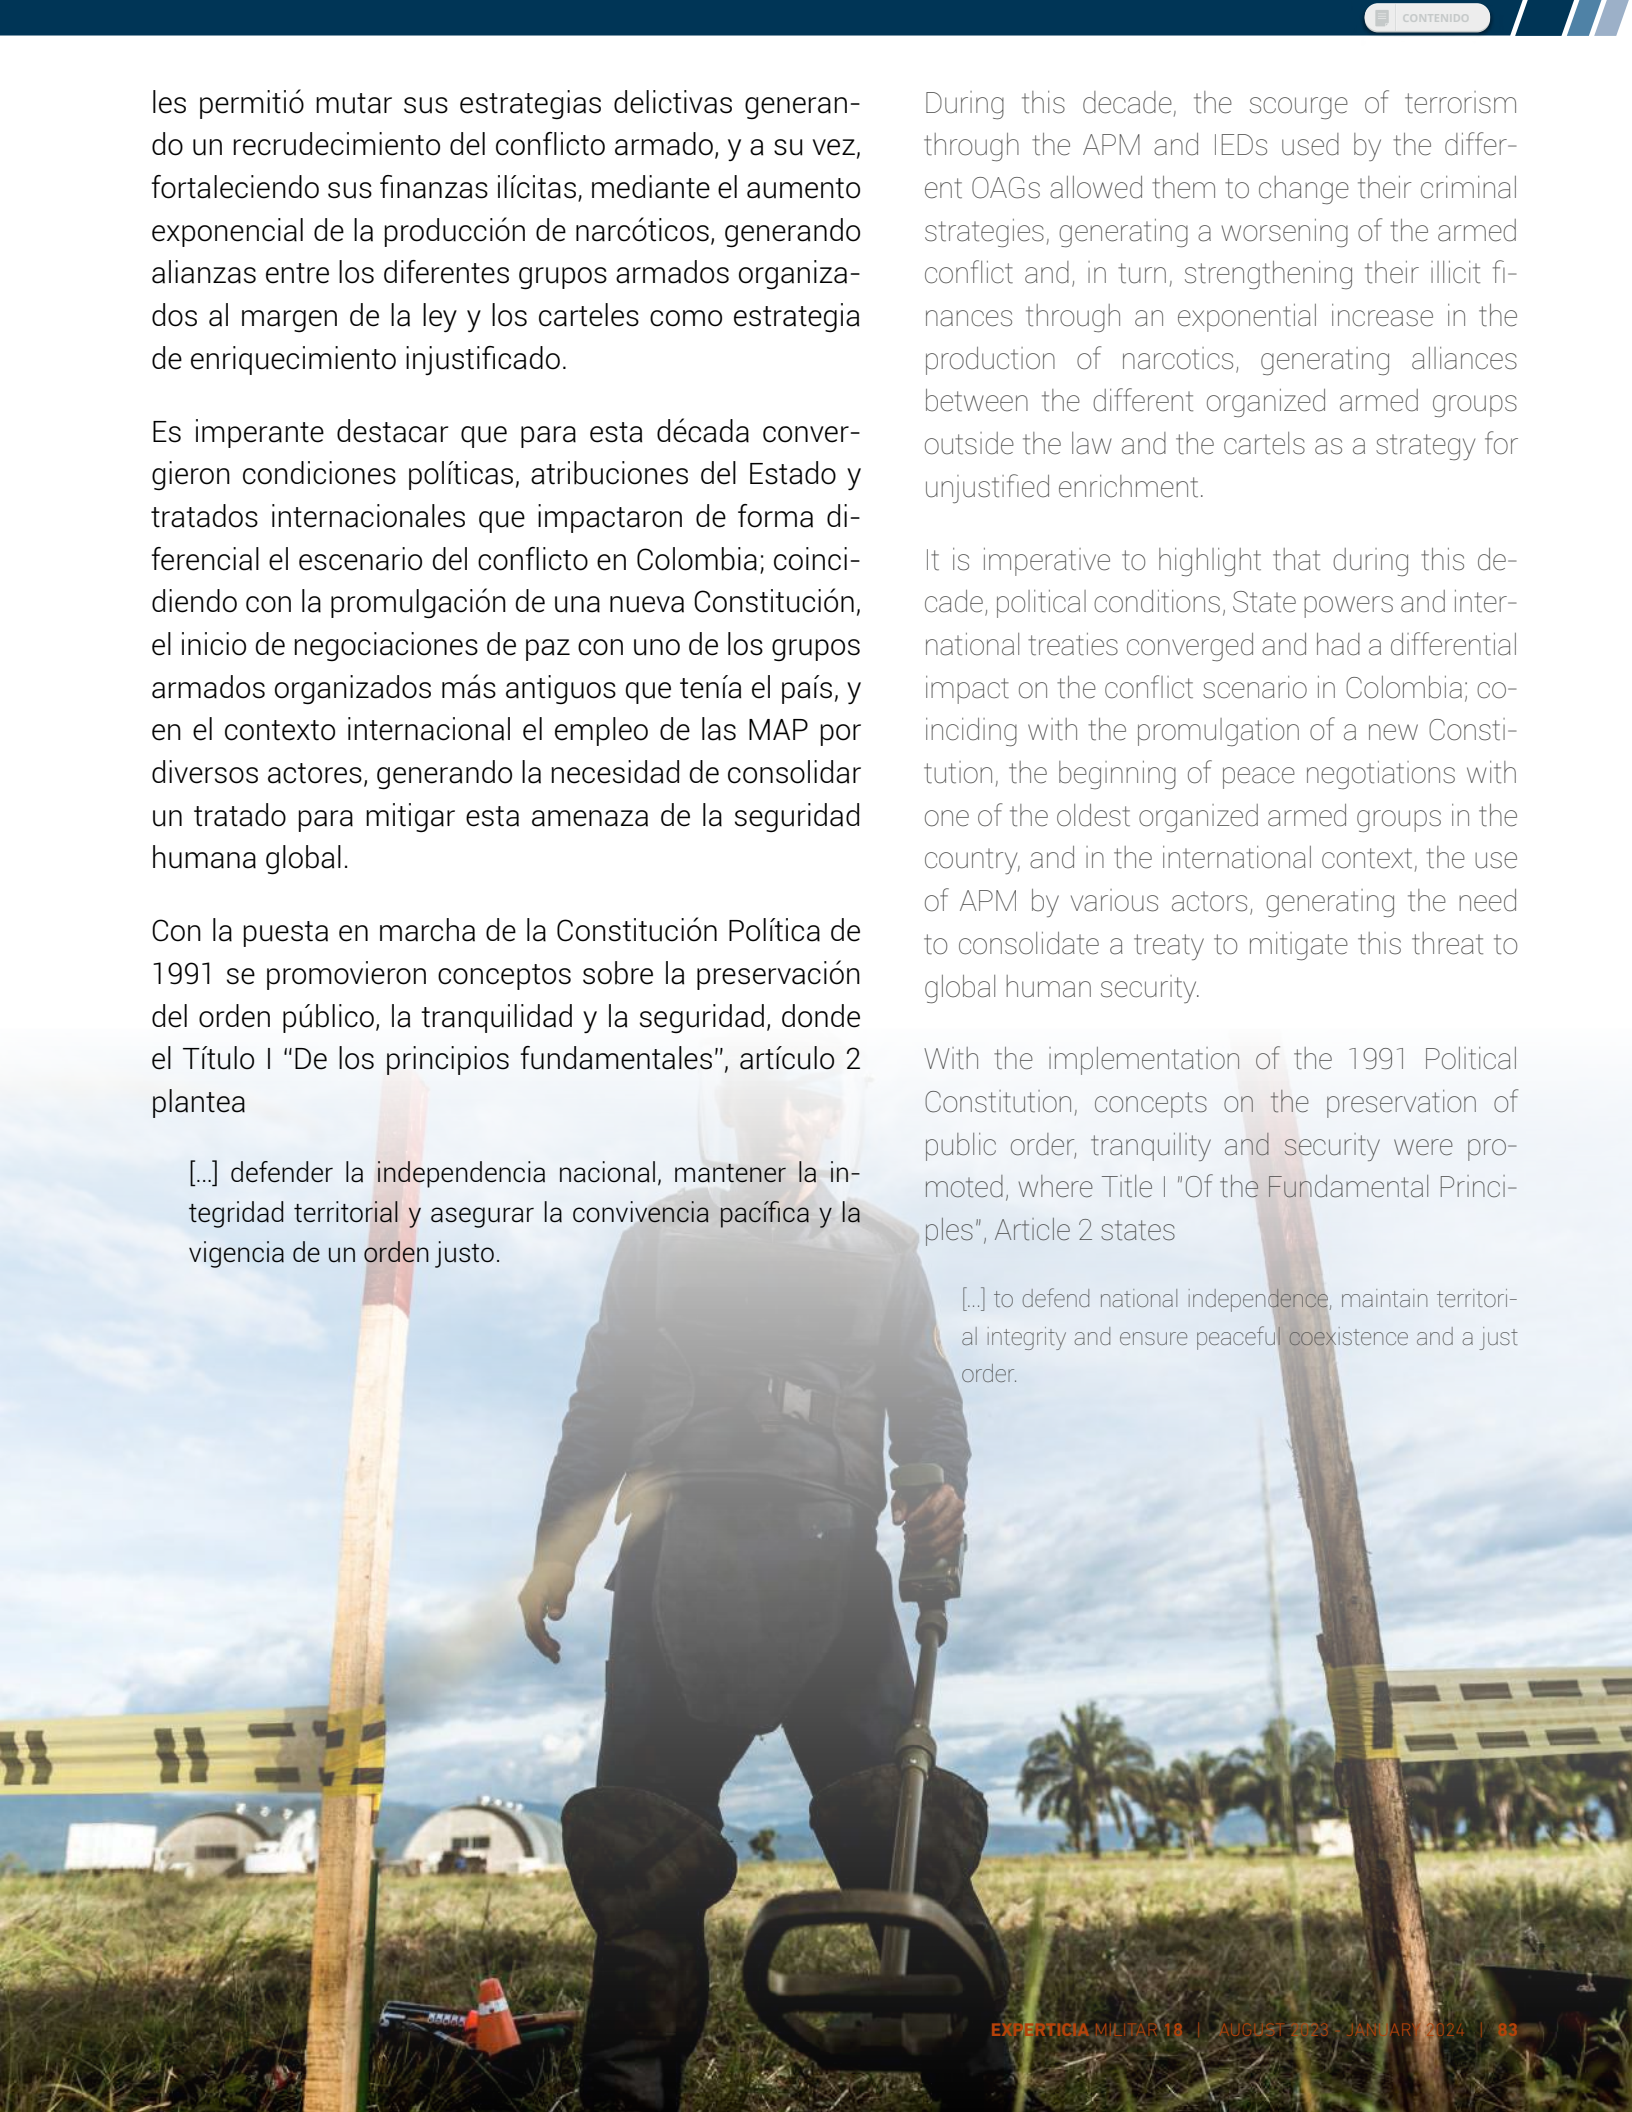 CONTENIDO
les permitió mutar sus estrategias delictivas generan-
do un recrudecimiento del conflicto armado, y a su vez,
fortaleciendo sus finanzas ilícitas, mediante el aumento
exponencial de la producción de narcóticos, generando
alianzas entre los diferentes grupos armados organiza-
dos al margen de la ley y los carteles como estrategia
de enriquecimiento injustificado.
Es imperante destacar que para esta década conver-
gieron condiciones políticas, atribuciones del Estado y
tratados internacionales que impactaron de forma di-
ferencial el escenario del conflicto en Colombia; coinci-
diendo con la promulgación de una nueva Constitución,
el inicio de negociaciones de paz con uno de los grupos
armados organizados más antiguos que tenía el país, y
en el contexto internacional el empleo de las MAP por
diversos actores, generando la necesidad de consolidar
un tratado para mitigar esta amenaza de la seguridad
humana global.
Con la puesta en marcha de la Constitución Política de
1991 se promovieron conceptos sobre la preservación
del orden público, la tranquilidad y la seguridad, donde
el Título I “De los principios fundamentales”, artículo 2
plantea
[...] defender la independencia nacional, mantener la in-
tegridad territorial y asegurar la convivencia pacífica y la
vigencia de un orden justo.
During this decade, the scourge of terrorism
through the APM and IEDs used by the differ-
ent OAGs allowed them to change their criminal
strategies, generating a worsening of the armed
conflict and, in turn, strengthening their illicit fi-
nances through an exponential increase in the
production of narcotics, generating alliances
between the different organized armed groups
outside the law and the cartels as a strategy for
unjustified enrichment.
It is imperative to highlight that during this de-
cade, political conditions, State powers and inter-
national treaties converged and had a differential
impact on the conflict scenario in Colombia; co-
inciding with the promulgation of a new Consti-
tution, the beginning of peace negotiations with
one of the oldest organized armed groups in the
country, and in the international context, the use
of APM by various actors, generating the need
to consolidate a treaty to mitigate this threat to
global human security.
With the implementation of the 1991 Political
Constitution, concepts on the preservation of
public order, tranquility and security were pro-
moted, where Title I "Of the Fundamental Princi-
ples", Article 2 states
[...] to defend national independence, maintain territori-
al integrity and ensure peaceful coexistence and a just
order.
EXPERTICIA MILITAR 18 | AUGUST 2023 - JANUARY 2024 | 83